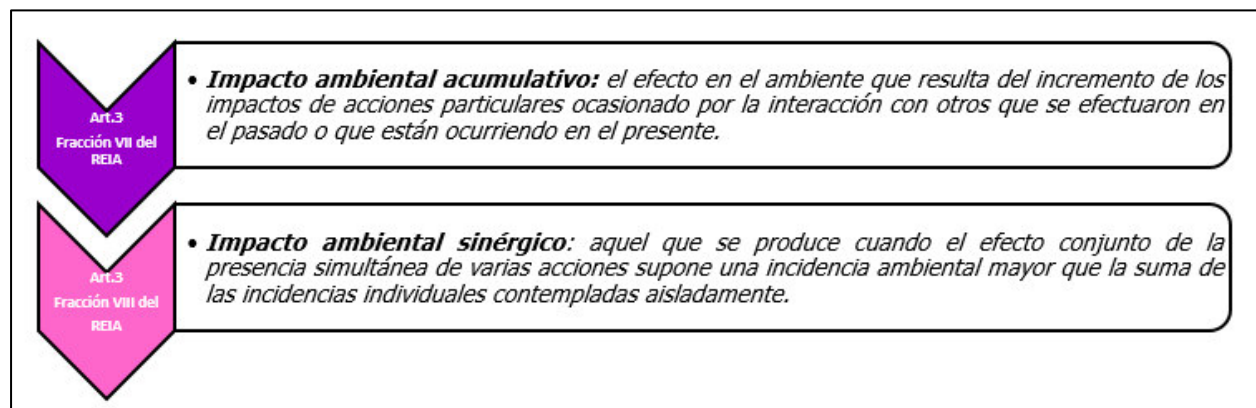 Art.3
Fracción VII del
REIA
• Impacto ambiental acumulativo: el efecto en el ambiente que resulta del incremento de los
impactos de acciones particulares ocasionado por la interacción con otros que se efectuaron en
el pasado o que están ocurriendo en el presente.
Art.3
Fracción VIII del
REIA
• Impacto ambiental sinérgico: aquel que se produce cuando el efecto conjunto de la
presencia simultánea de varias acciones supone una incidencia ambiental mayor que la suma de
las incidencias individuales contempladas aisladamente.